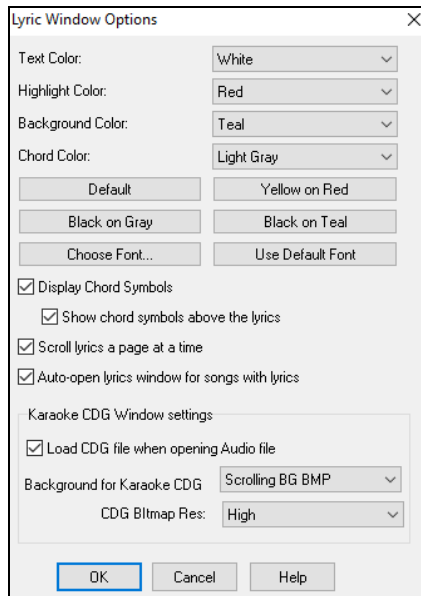 Lyric Window Options
Text Color: White
Highlight Color: Red
Background Color: Teal
Chord Color: Light Gray
Default Yellow on Red
Black on Gray Black on Teal
Choose Font... Use Default Font
Display Chord Symbols
Show chord symbols above the lyrics
Scroll lyrics a page at a time
Auto-open lyrics window for songs with lyrics
Karaoke CDG Window settings
Load CDG file when opening Audio file
Background for Karaoke CDG Scrolling BG BMP
CDG BItmap Res: High
OK Cancel Help